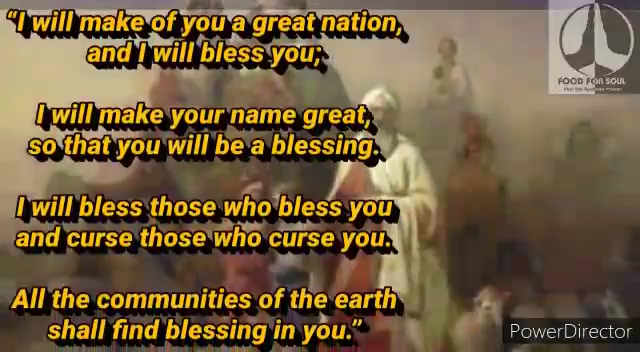 “I will make of you a great nation,
and I will bless you;
I will make your name great,
so that you will be a blessing.
I will bless those who bless you
and curse those who curse you.
All the communities of the earth
shall find blessing in you.”
FOOD FOR SOUL
PowerDirector